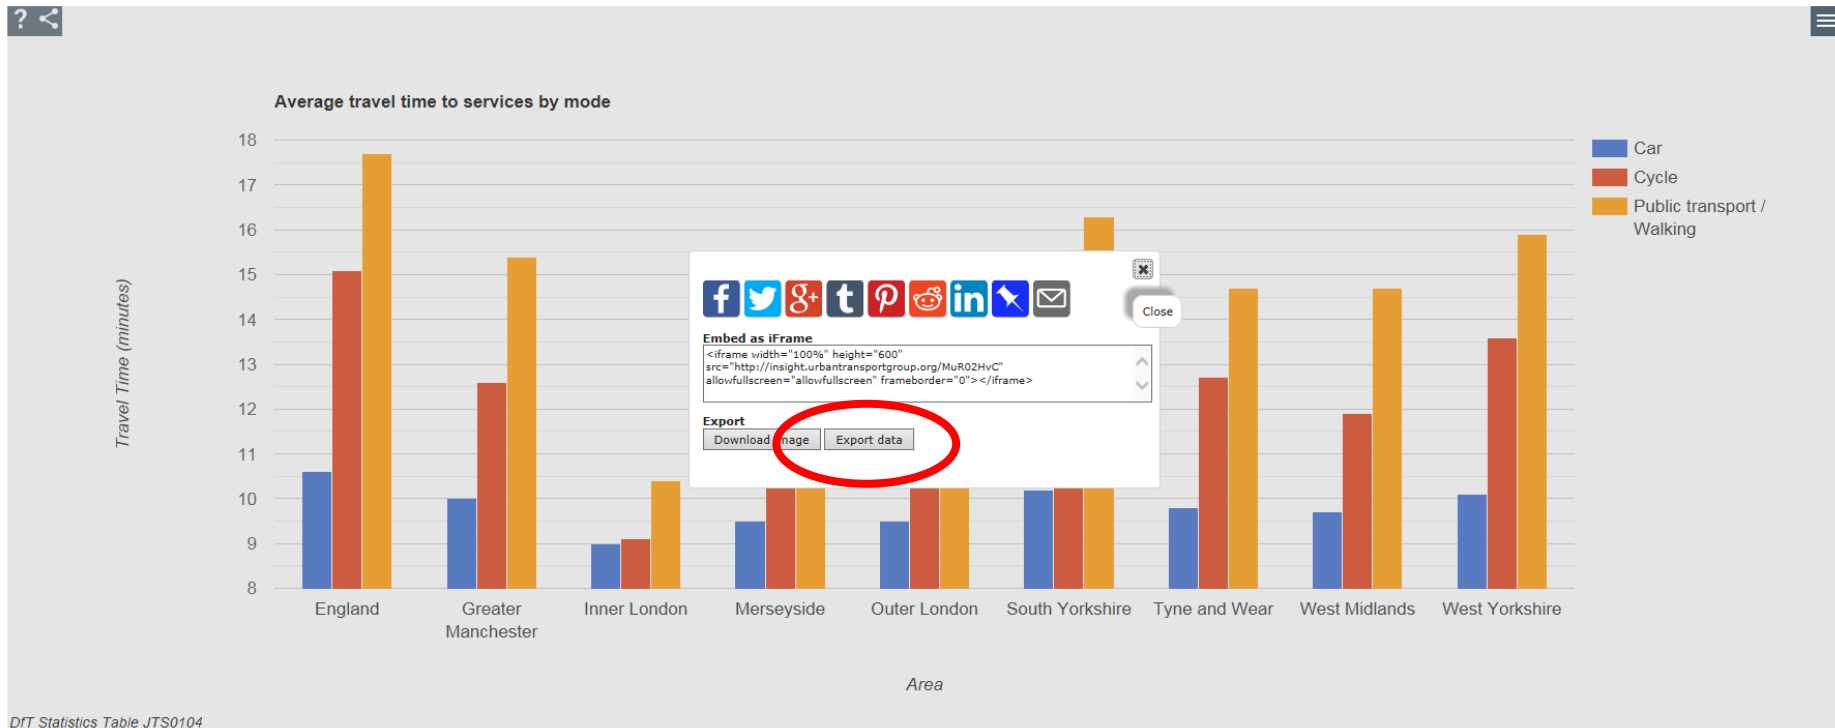 ?
Average travel time to services by mode
18
17
16
15
14
13
12
11
10
9
8
Travel Time (minutes)
Car
Cycle
Public transport /
Walking
f
8+
t
in
Close
Embed as iFrame
<iframe width="100%" height="600"
src="http://insight.urbantransportgroup.org/MuR02HvC"
allowfullscreen="allowfullscreen" frameborder="0"></iframe>
Export
Download image Export data
England
Greater
Manchester
Inner London
Merseyside
Outer London
South Yorkshire
Tyne and Wear
West Midlands
West Yorkshire
Area
DfT Statistics Table JTS0104